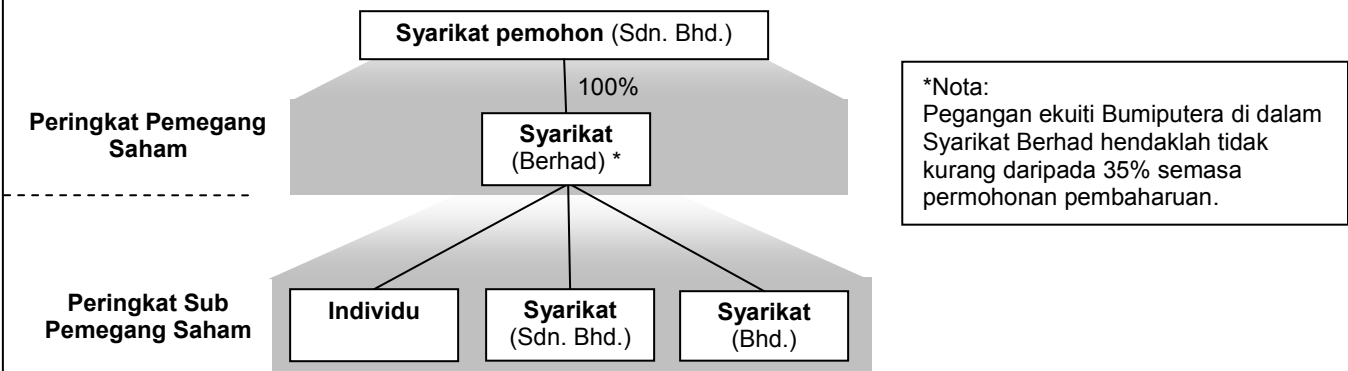 Syarikat pemohon (Sdn. Bhd.)
100%
Peringkat Pemegang
Saham
Syarikat
(Berhad) *
*Nota:
Pegangan ekuiti Bumiputera di dalam
Syarikat Berhad hendaklah tidak
kurang daripada 35% semasa
permohonan pembaharuan.
Peringkat Sub
Pemegang Saham
Individu
Syarikat
(Sdn. Bhd.)
Syarikat
(Bhd.)